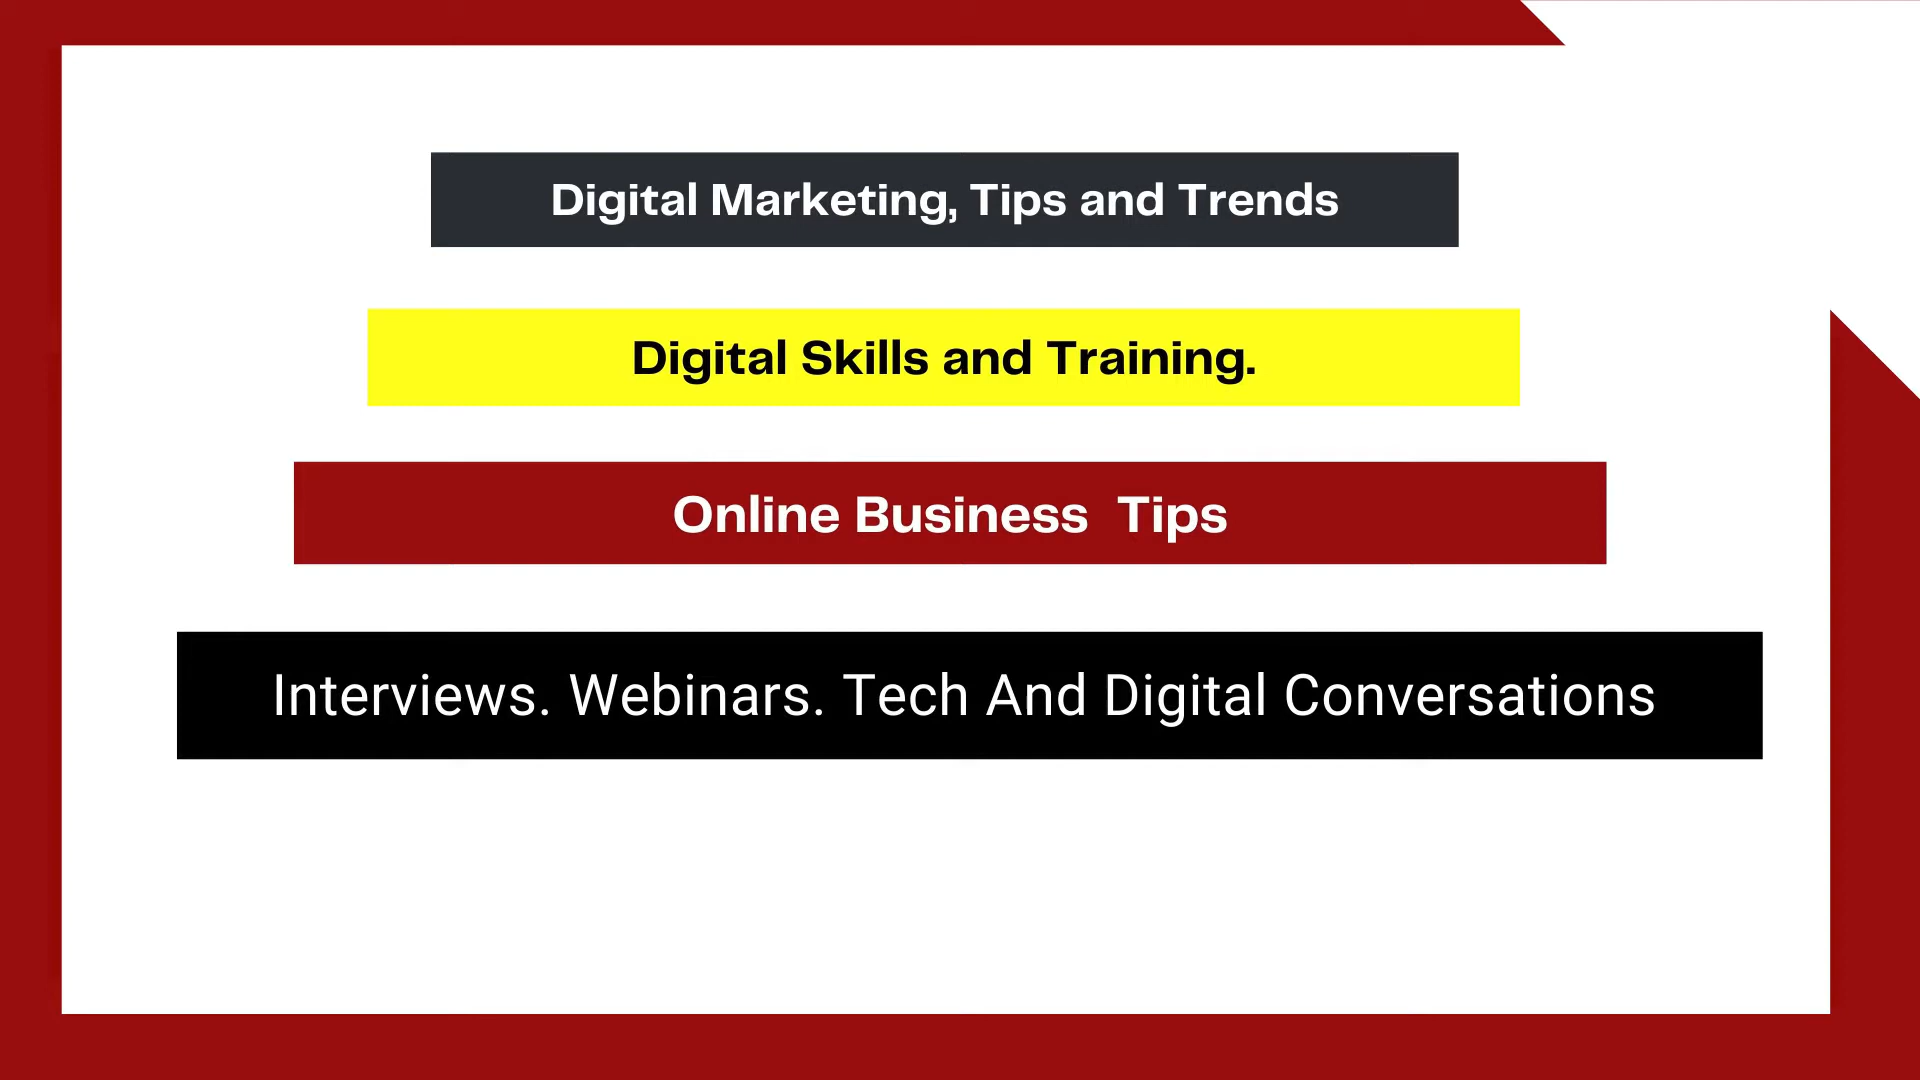 Digital Marketing, Tips and Trends
Digital Skills and Training.
Online Business  Tips
Interviews. Webinars. Tech And Digital Conversations